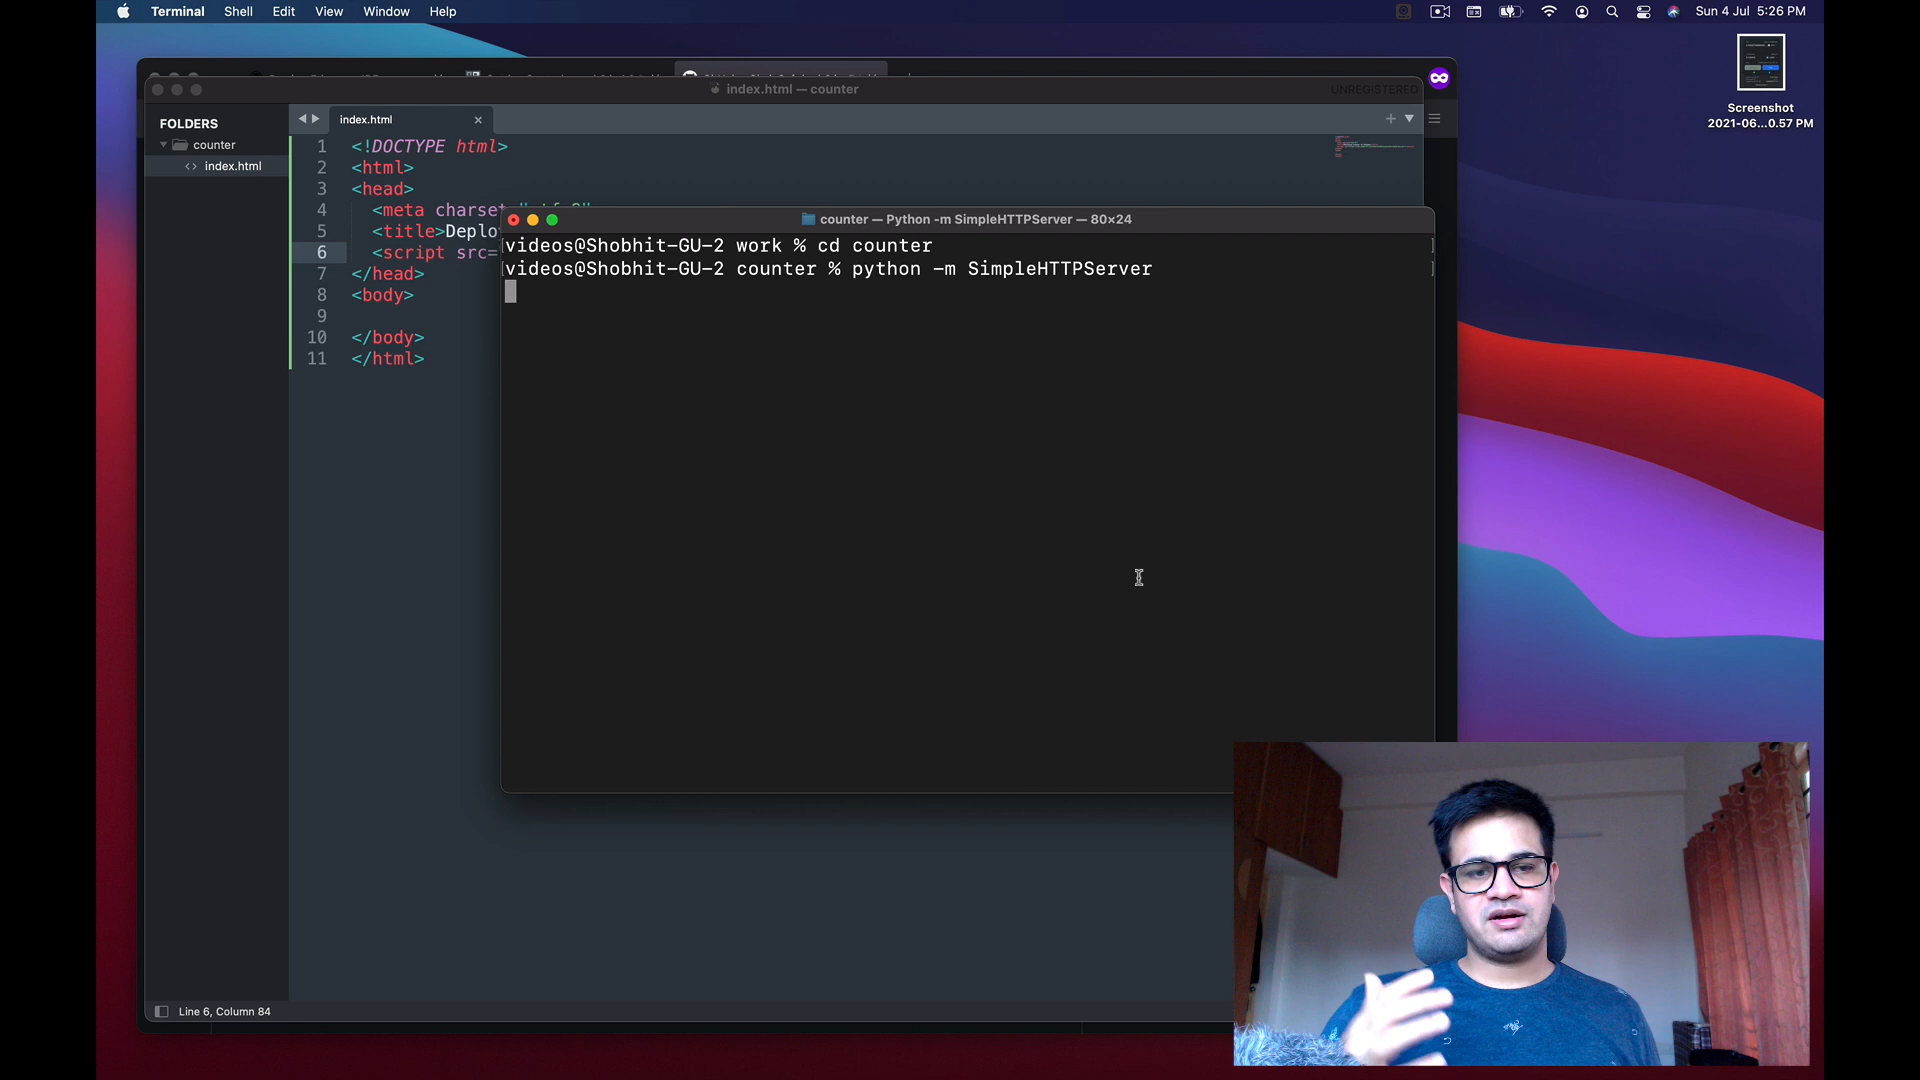 Terminal Shell Edit View Window Help
Sun 4 Jul 5:26 PM
Screenshot
2021-06...0.57 PM
index.html — counter
UNREGISTERED
FOLDERS
counter
index.html
index.html
1 <!DOCTYPE html>
2 <html>
3 <head>
4 <meta charset
5 <title>Deplo
6 <script src=
7 </head>
8 <body>
9
10 </body>
11 </html>
counter — Python -m SimpleHTTPServer — 80×24
videos@Shobhit-GU-2 work % cd counter
videos@Shobhit-GU-2 counter % python -m SimpleHTTPServer
Line 6, Column 84